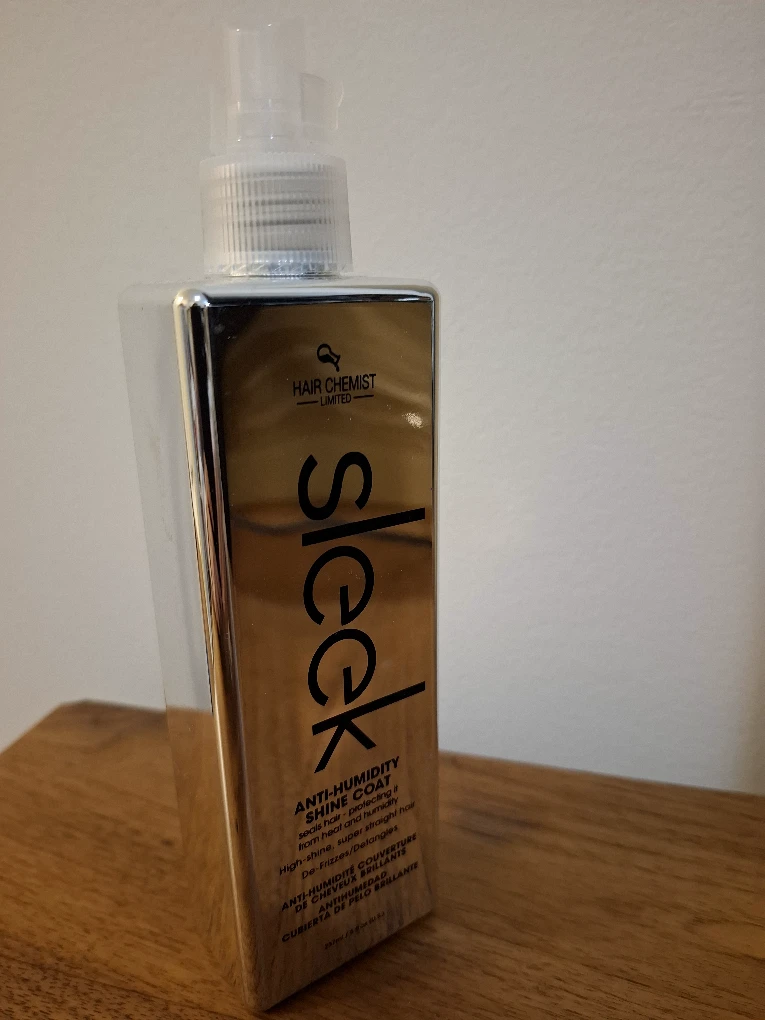 HAIR CHEMIST
LIMITED
sleek
ANTI-HUMIDITY
SHINE COAT
seals hair - protecting it
from heat and humidity
High-shine, super straight hair
De-Frizzes/Detangles
ANTI-HUMIDITÉ COUVERTURE
DE CHEVEUX BRILLANTE
ANTIHUMEDAD
CUBIERTA DE PELO BRILLANTE